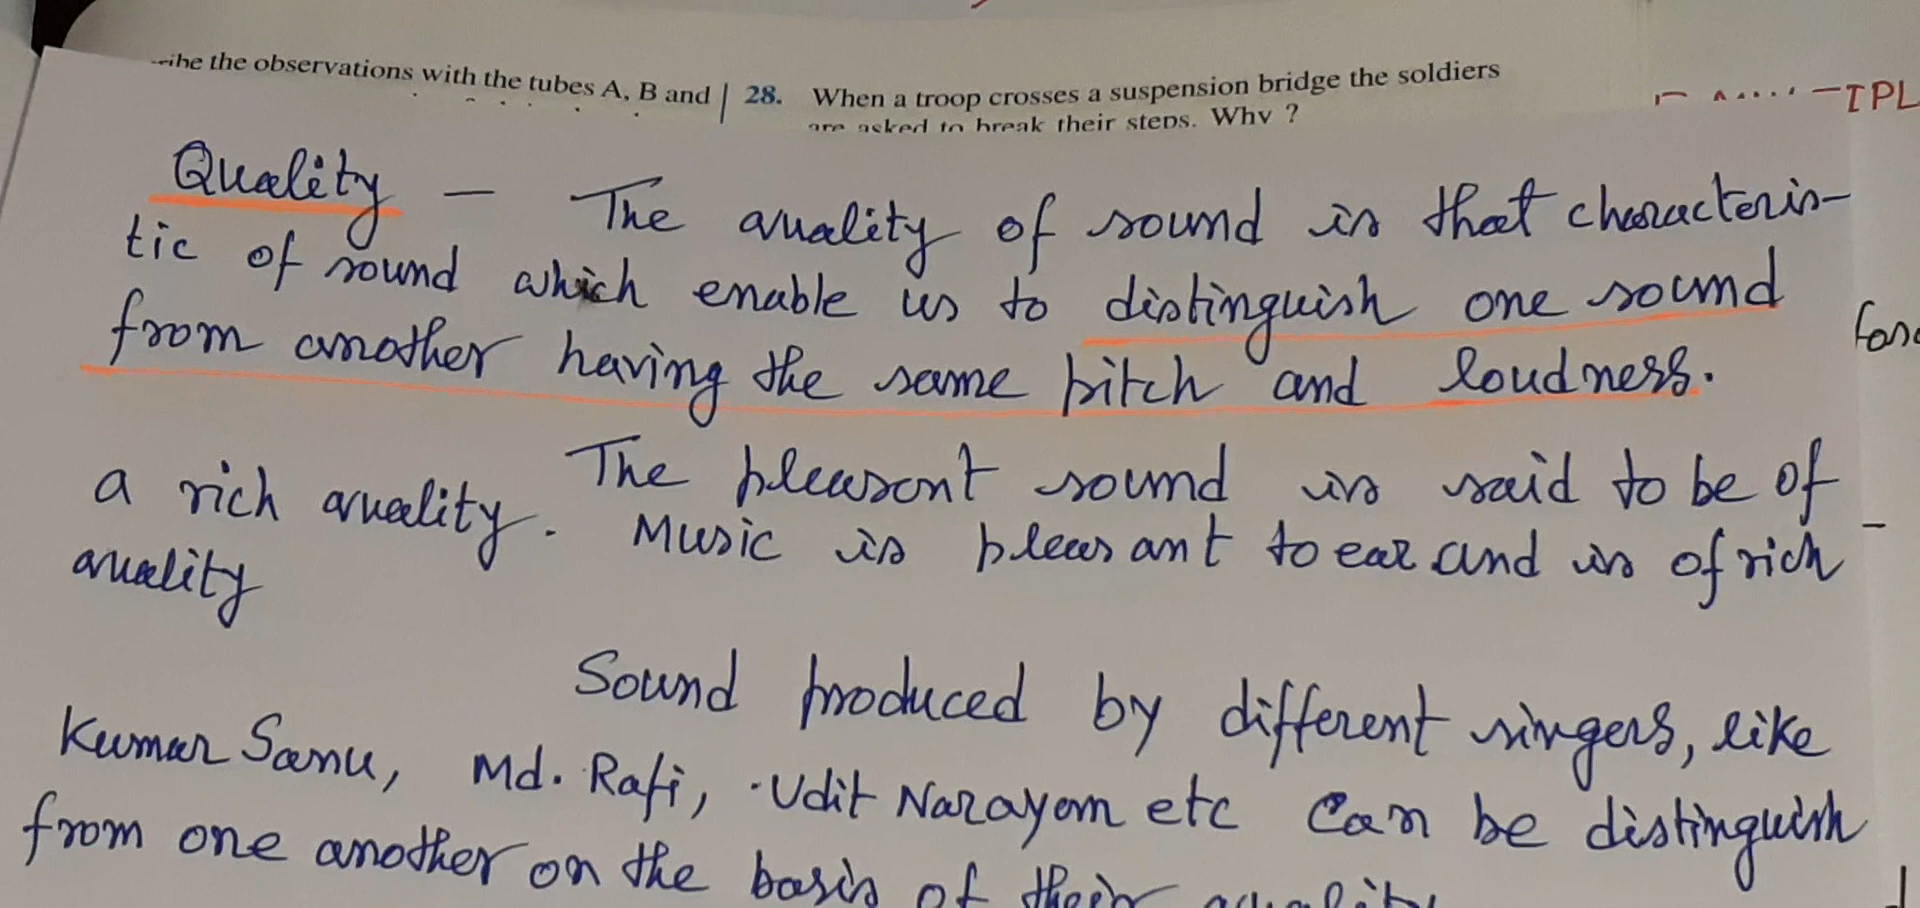 the observations with the tubes A, B and
28. When a troop crosses a suspension bridge the soldiers
are asked to break their steps. Why ?
-IPL
Quality - The quality of sound is that characteris-
tic of sound which enable us to distinguish one sound
from another having the same pitch and loudness.
The pleasant sound is said to be of
a rich quality. Music is pleasant to ear and is of rich
quality
Sound produced by different singers, like
Kumar Sanu, Md. Rafi, Udit Narayan etc Can be distinguish
from one another on the basis of their quality